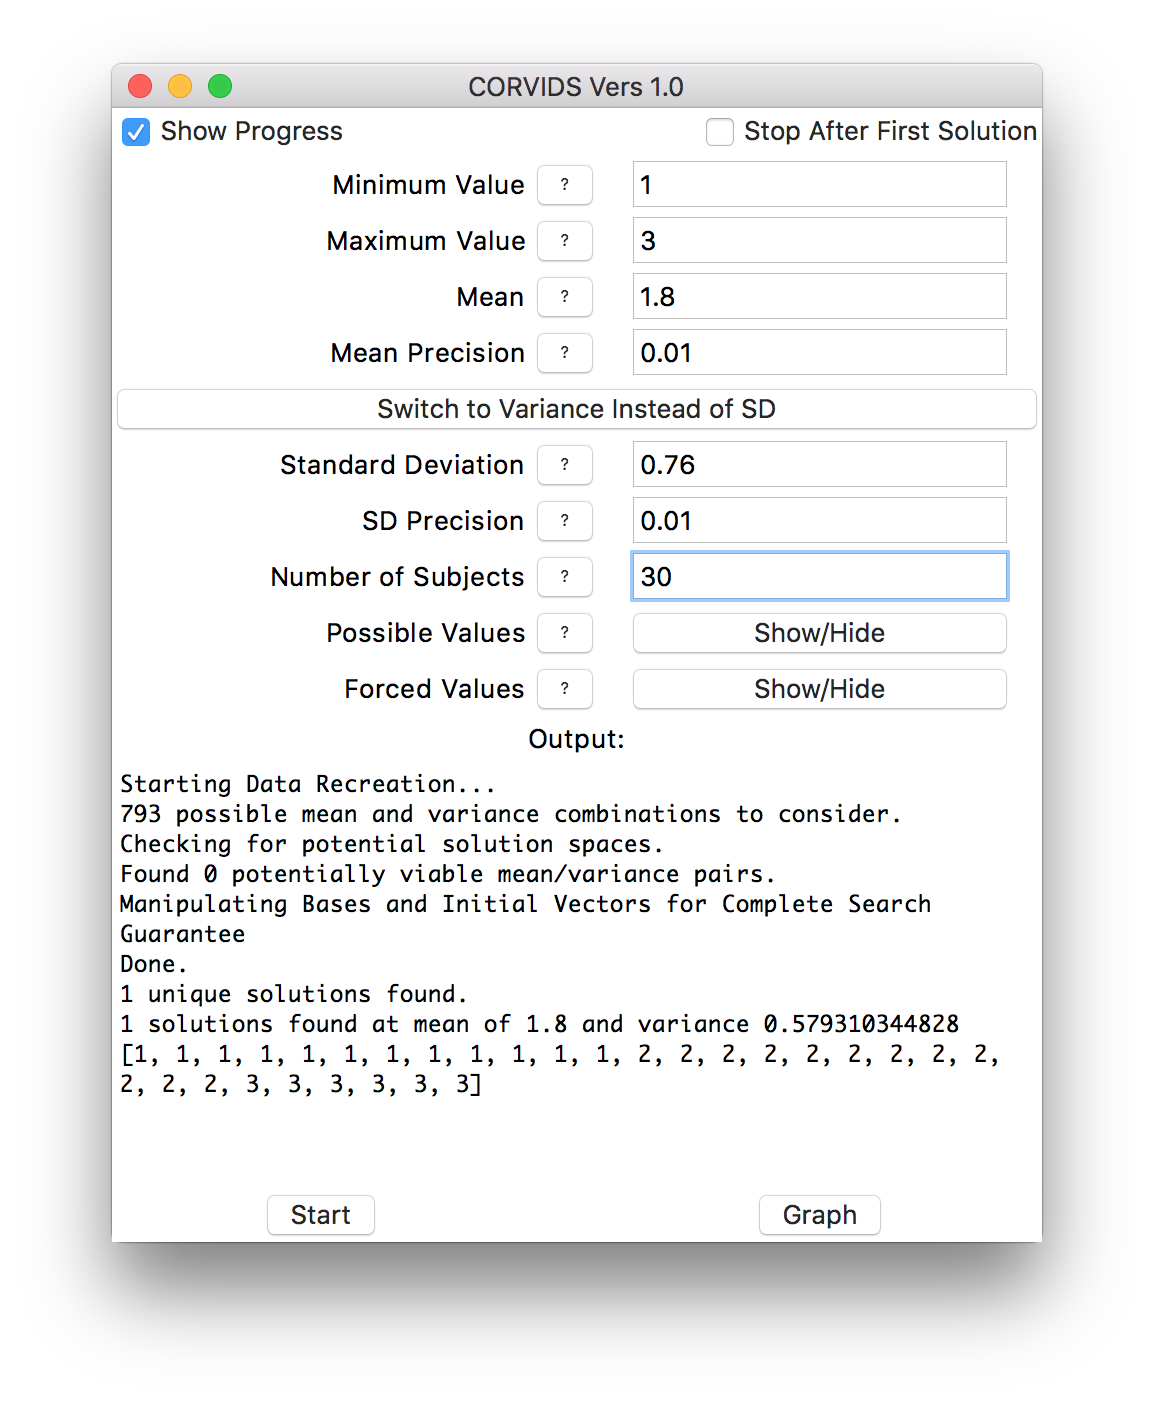 CORVIDS Vers 1.0
Show Progress
Stop After First Solution
Minimum Value ? 1
Maximum Value ? 3
Mean ? 1.8
Mean Precision ? 0.01
Switch to Variance Instead of SD
Standard Deviation ? 0.76
SD Precision ? 0.01
Number of Subjects ? 30
Possible Values ? Show/Hide
Forced Values ? Show/Hide
Output:
Starting Data Recreation...
793 possible mean and variance combinations to consider.
Checking for potential solution spaces.
Found 0 potentially viable mean/variance pairs.
Manipulating Bases and Initial Vectors for Complete Search
Guarantee
Done.
1 unique solutions found.
1 solutions found at mean of 1.8 and variance 0.579310344828
[1, 1, 1, 1, 1, 1, 1, 1, 1, 1, 1, 1, 2, 2, 2, 2, 2, 2, 2, 2, 2,
2, 2, 2, 3, 3, 3, 3, 3, 3]
Start
Graph